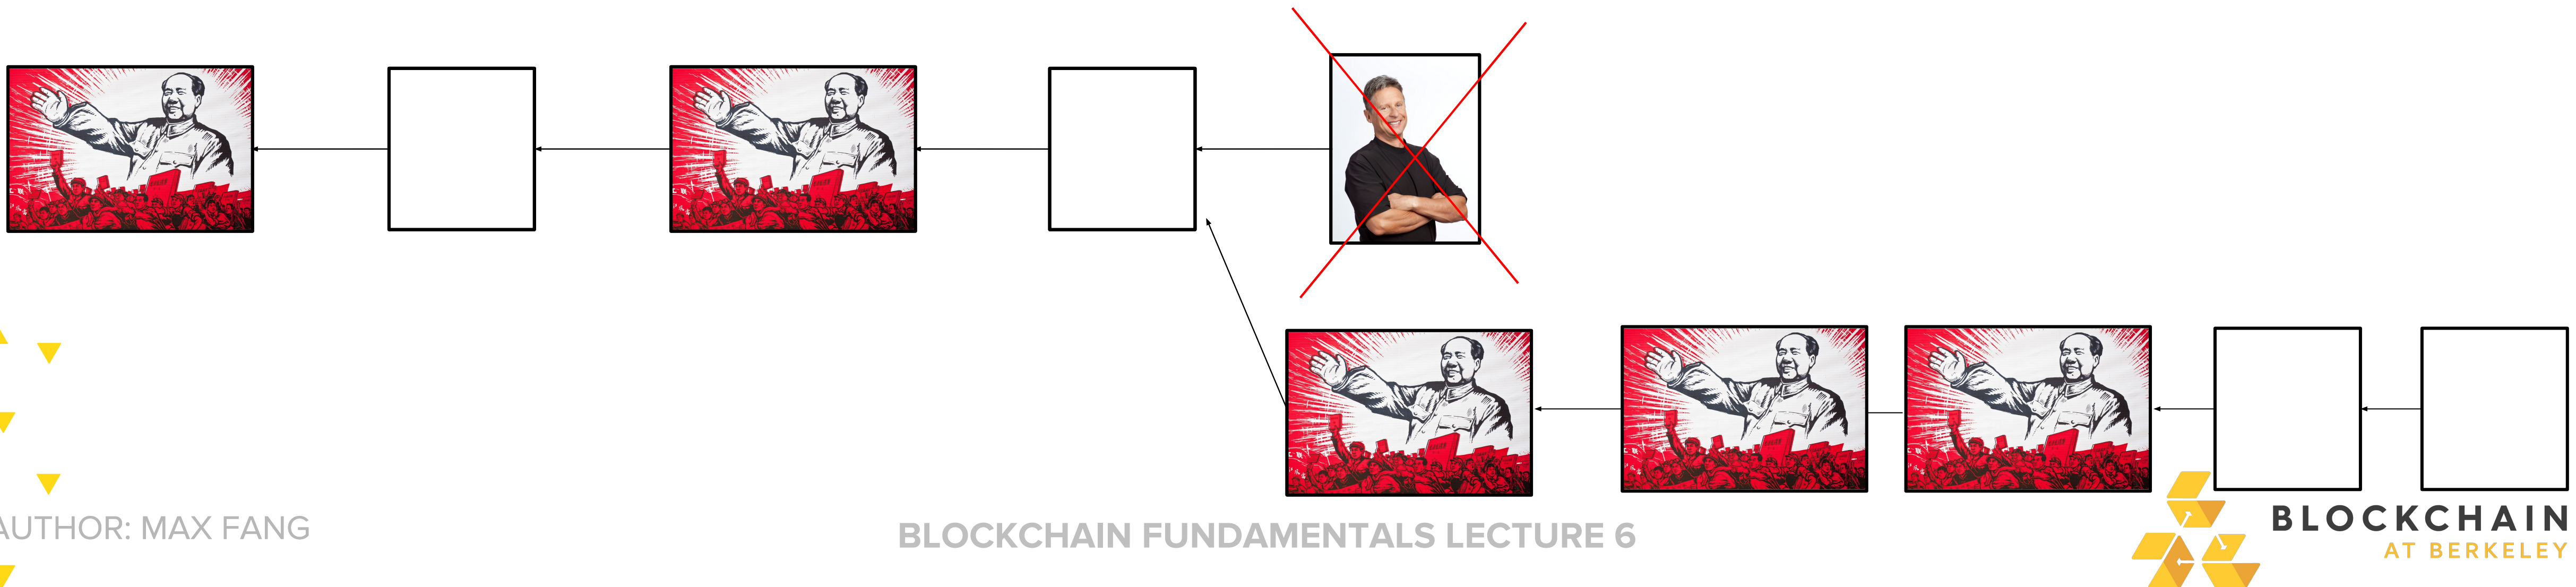 AUTHOR: MAX FANG
BLOCKCHAIN FUNDAMENTALS LECTURE 6
BLOCKCHAIN
AT BERKELEY